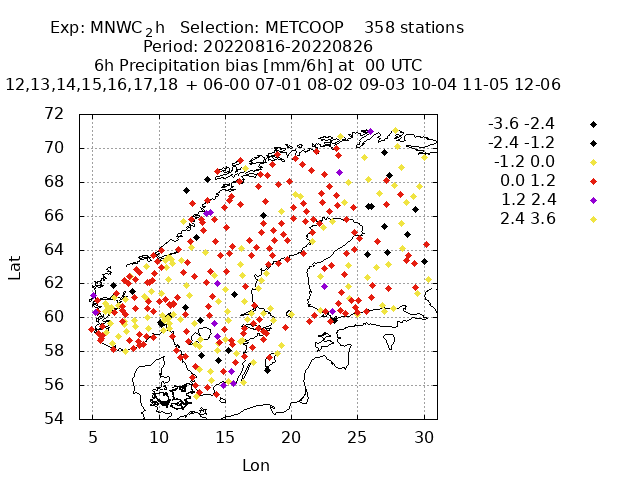 Exp: MNWC_2h   Selection: METCOOP    358 stations
Period: 20220816-20220826
6h Precipitation bias [mm/6h] at  00 UTC
12,13,14,15,16,17,18 + 06-00 07-01 08-02 09-03 10-04 11-05 12-06
-3.6 -2.4
-2.4 -1.2
-1.2 0.0
0.0 1.2
1.2 2.4
2.4 3.6
72
70
68
66
64
62
60
58
56
54
Lat
5 10 15 20 25 30
Lon